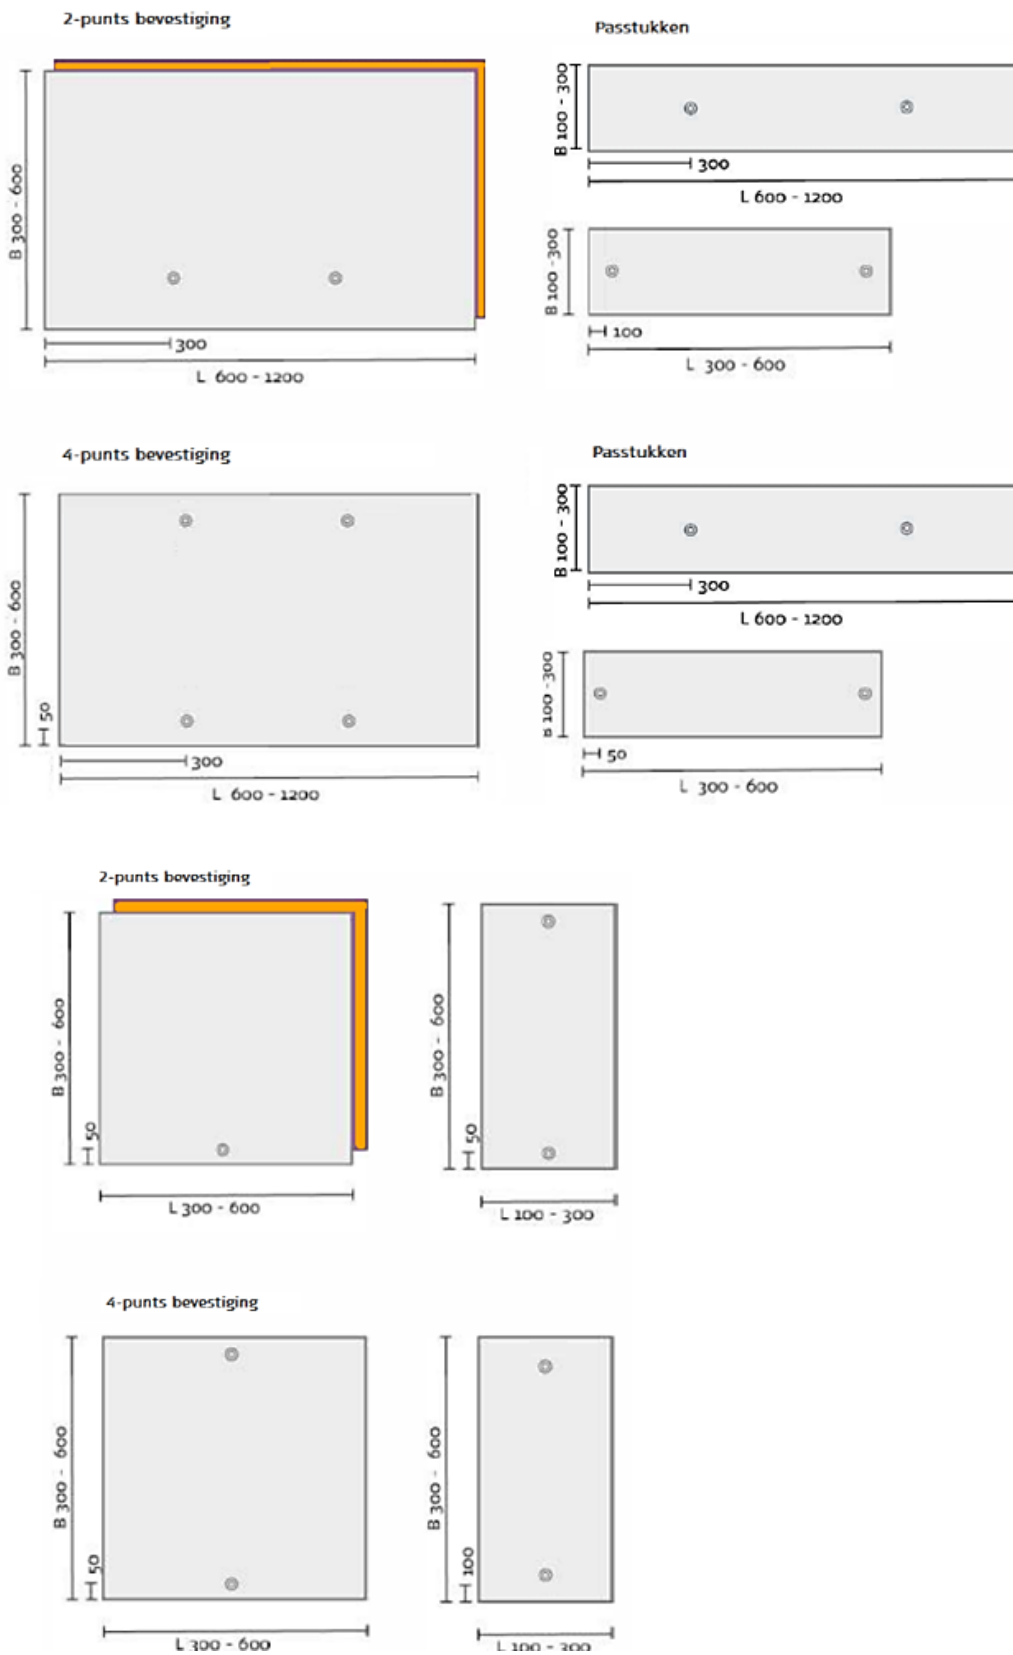 2-punts bevestiging
B 300 - 600
300
L 600 - 1200
Passtukken
B 100 - 300
300
L 600 - 1200
B 100 - 300
100
L 300 - 600
4-punts bevestiging
B 300 - 600
50
300
L 600 - 1200
Passtukken
B 100 - 300
300
L 600 - 1200
B 100 - 300
50
L 300 - 600
2-punts bevestiging
B 300 - 600
50
L 300 - 600
B 300 - 600
50
L 100 - 300
4-punts bevestiging
B 300 - 600
50
L 300 - 600
B 300 - 600
100
L 100 - 300